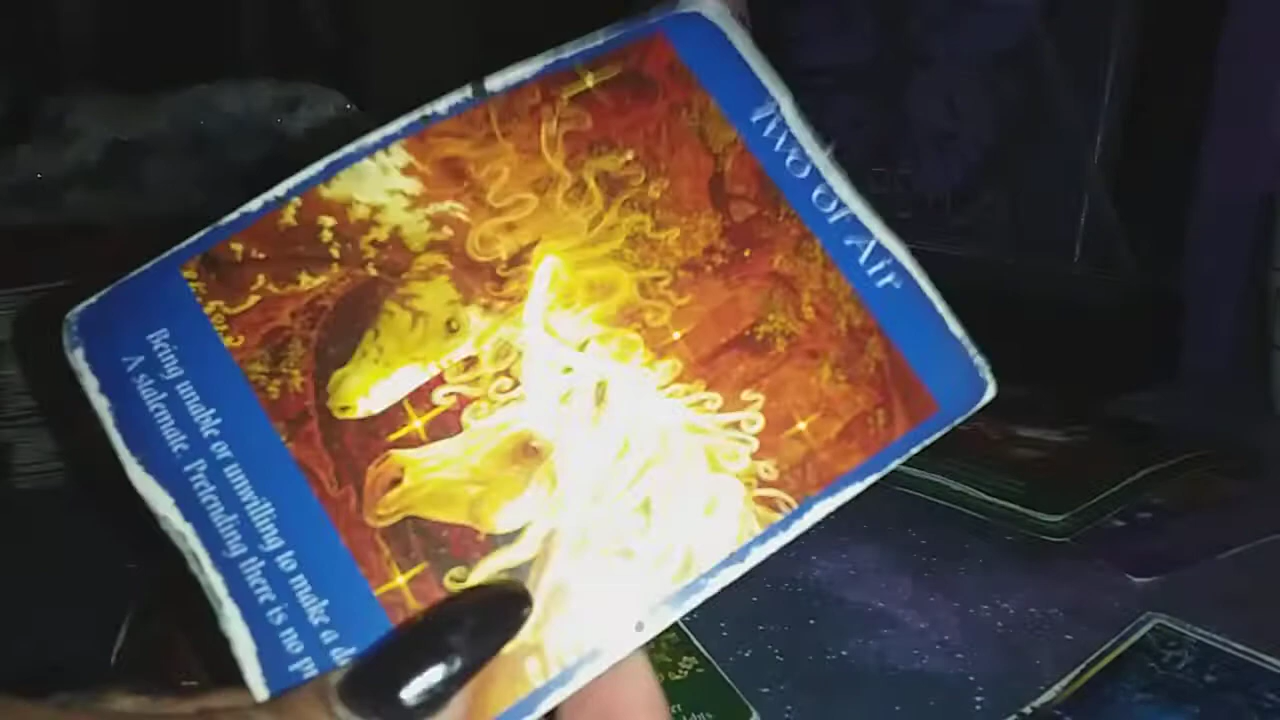 Two of Air
Being unable or unwilling to make a
A stalemate. Pretending there is no